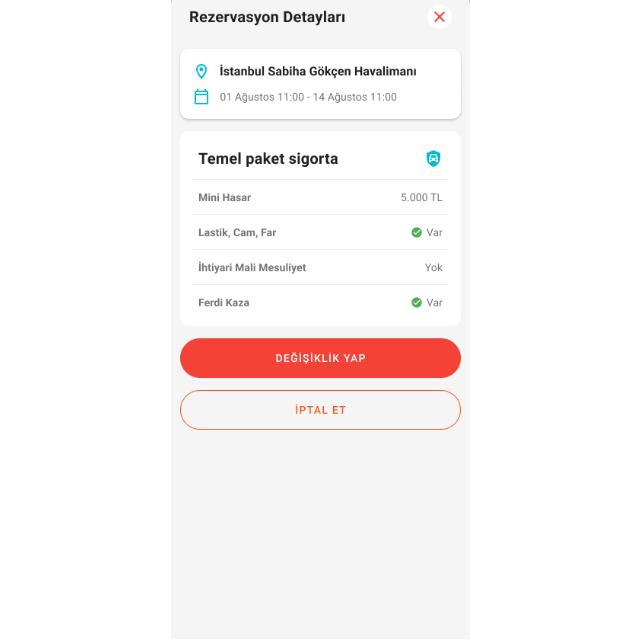 Rezervasyon Detayları
İstanbul Sabiha Gökçen Havalimanı
01 Ağustos 11:00 - 14 Ağustos 11:00
Temel paket sigorta
Mini Hasar 5.000 TL
Lastik, Cam, Far Var
İhtiyari Mali Mesuliyet Yok
Ferdi Kaza Var
DEĞİŞİKLİK YAP
İPTAL ET